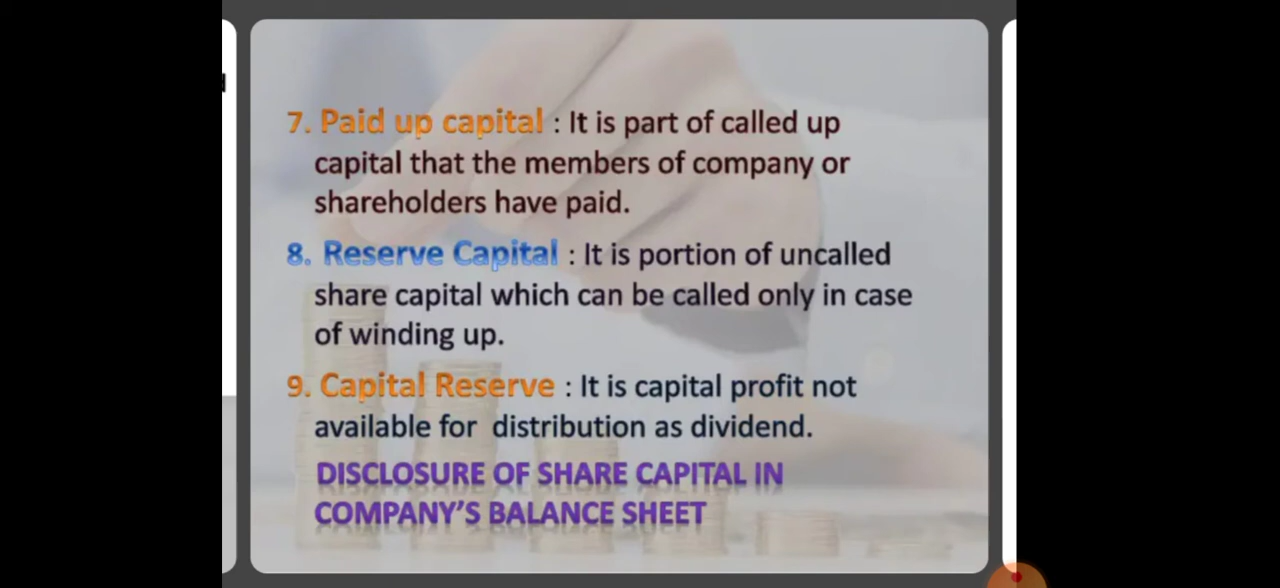 7. Paid up capital : It is part of called up
capital that the members of company or
shareholders have paid.
8. Reserve Capital : It is portion of uncalled
share capital which can be called only in case
of winding up.
9. Capital Reserve : It is capital profit not
available for distribution as dividend.
DISCLOSURE OF SHARE CAPITAL IN
COMPANY'S BALANCE SHEET